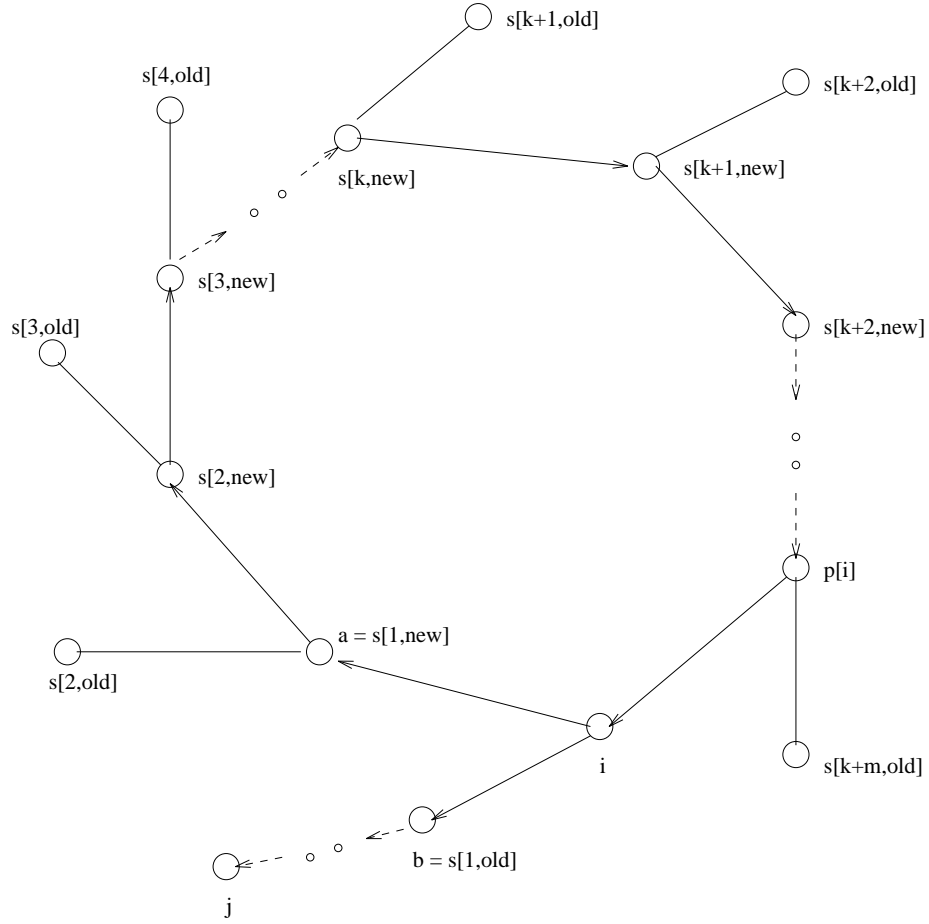 s[k+1,old]
s[4,old]
s[k+2,old]
s[k,new]
s[k+1,new]
s[3,new]
s[3,old]
s[k+2,new]
s[2,new]
p[i]
a = s[1,new]
s[2,old]
i
s[k+m,old]
b = s[1,old]
j